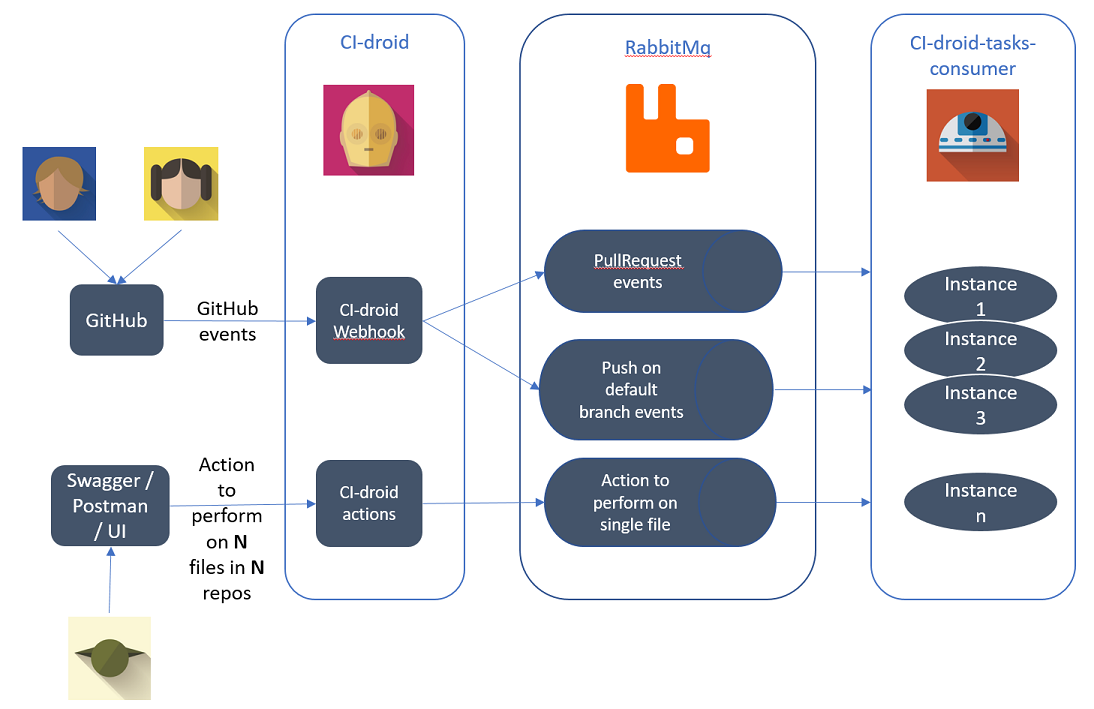 CI-droid
RabbitMq
CI-droid-tasks-
consumer
GitHub
GitHub
events
CI-droid
Webhook
PullRequest
events
Push on
default
branch events
Instance
1
Instance
2
Instance
3
Swagger /
Postman
/ UI
Action
to
perform
on N
files in N
repos
CI-droid
actions
Action to
perform on
single file
Instance
n